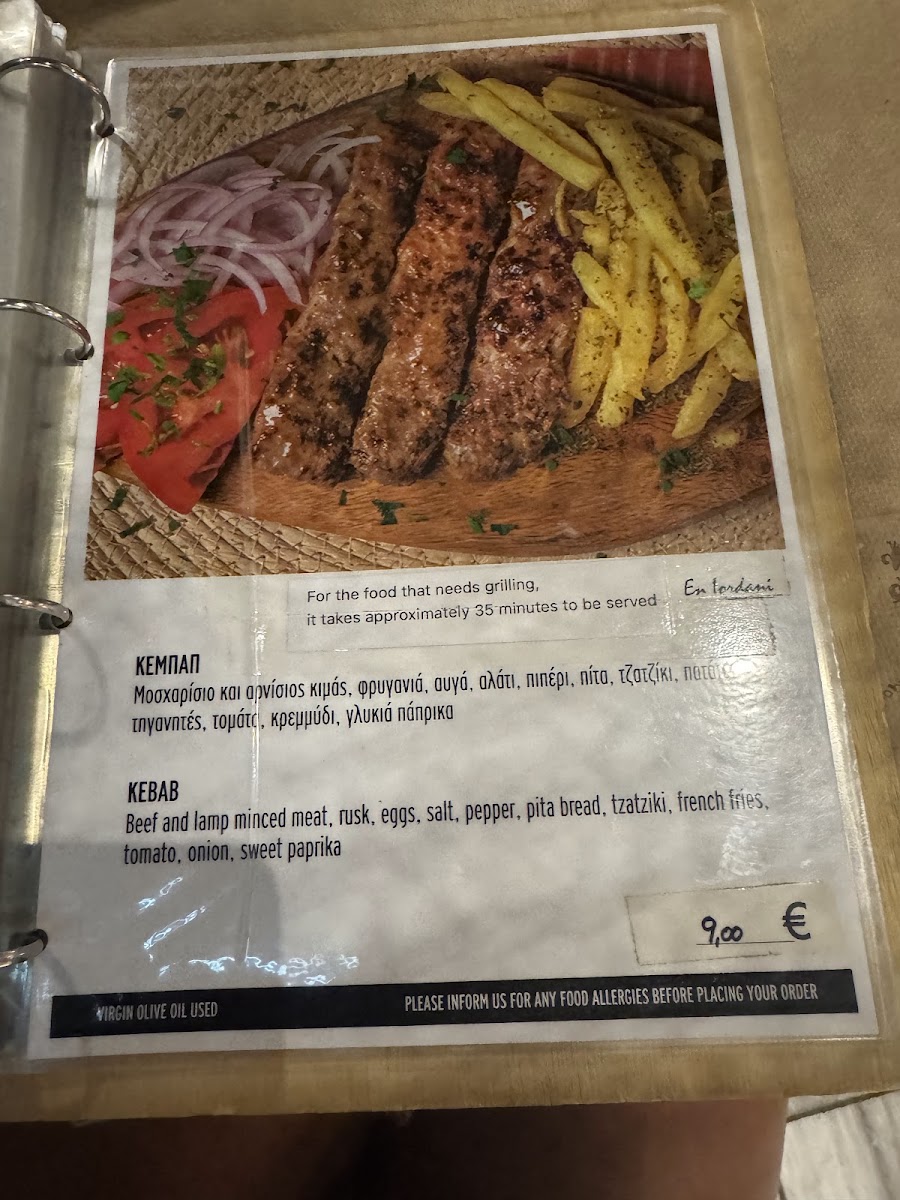 For the food that needs grilling,
En Iordani
it takes approximately 35 minutes to be served
ΚΕΜΠΑΠ
Μοσχαρίσιο και αρνίσιος κιμάς, φρυγανιά, αυγά, αλάτι, πιπέρι, πίτα, τζατζίκι,
τηγανητές, τομάτα, κρεμμύδι, γλυκιά πάπρικα
KEBAB
Beef and lamp minced meat, rusk, eggs, salt, pepper, pita bread, tzatziki, french fries,
tomato, onion, sweet paprika
9,00 €
VIRGIN OLIVE OIL USED
PLEASE INFORM US FOR ANY FOOD ALLERGIES BEFORE PLACING YOUR ORDER